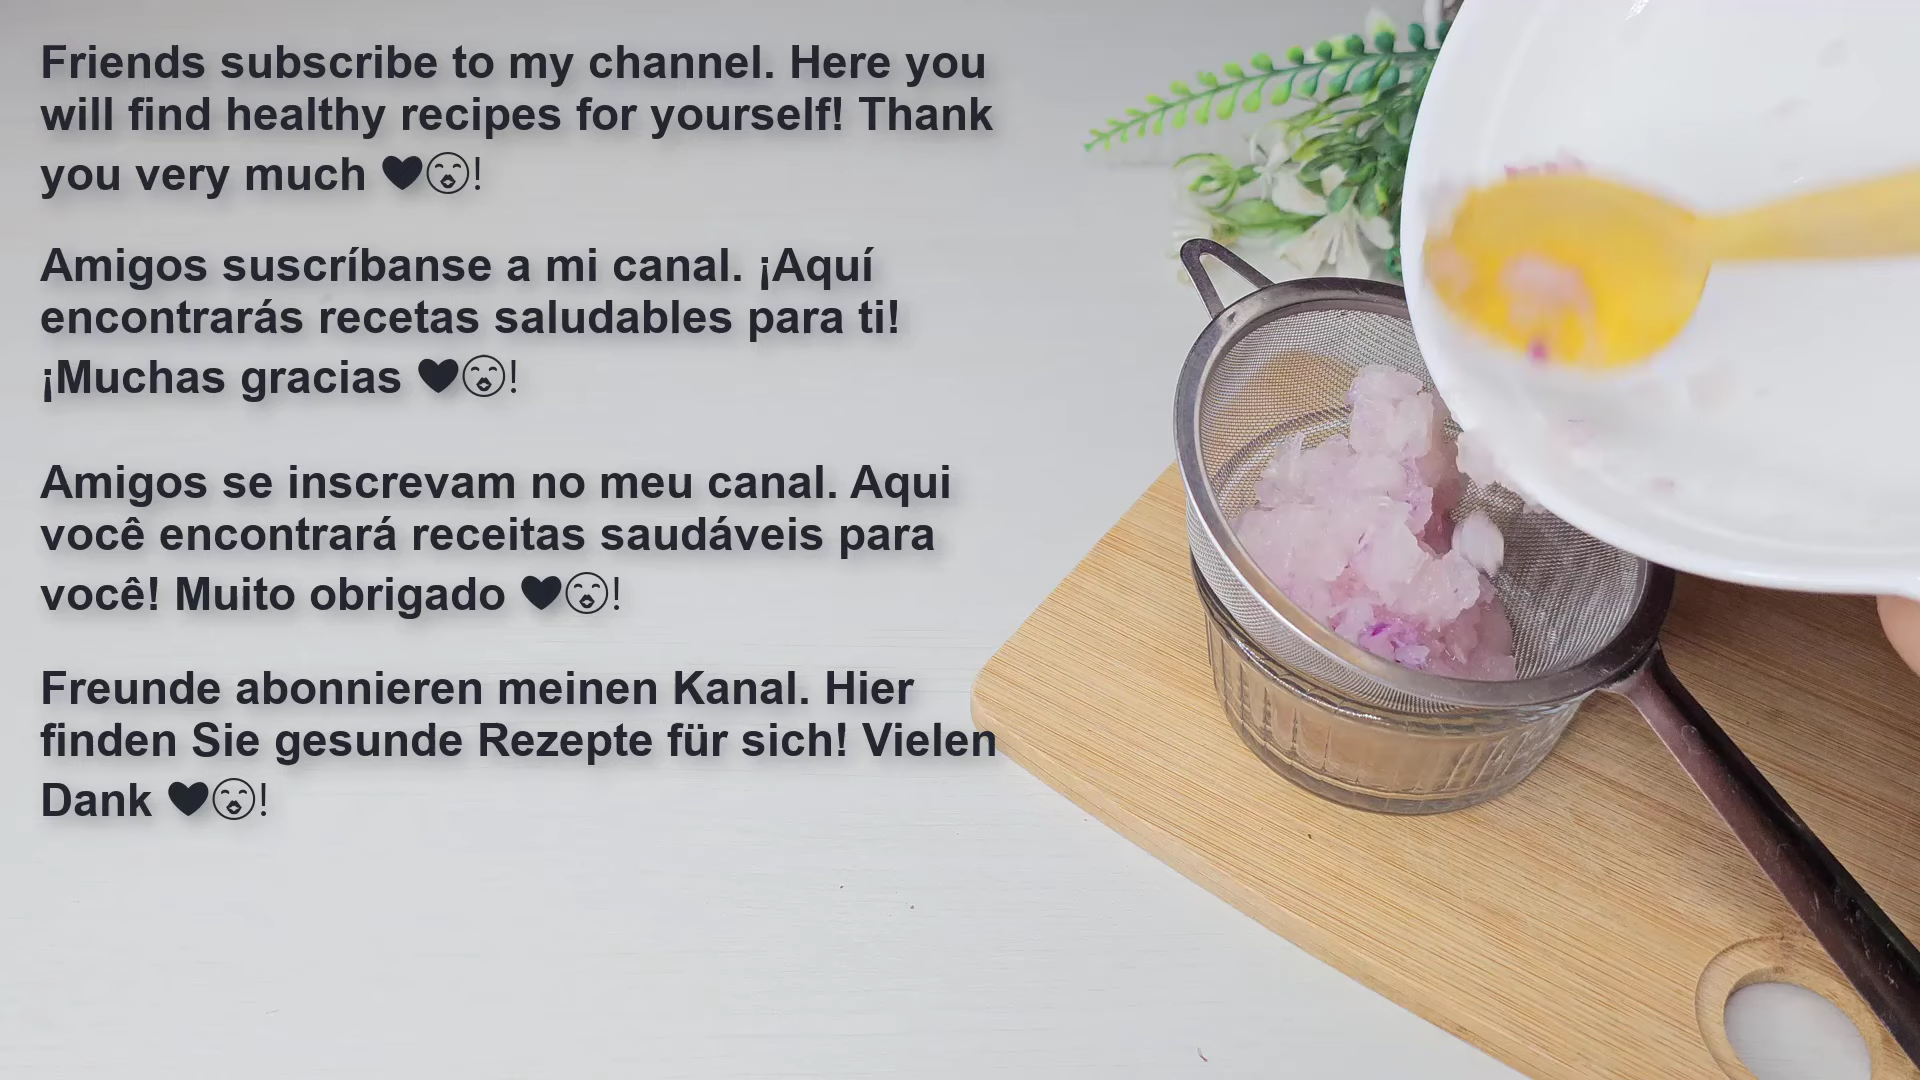 Friends subscribe to my channel. Here you
will find healthy recipes for yourself! Thank
you very much ♥😗!
Amigos suscríbanse a mi canal. ¡Aquí
encontrarás recetas saludables para ti!
¡Muchas gracias ♥😗!
Amigos se inscrevam no meu canal. Aqui
você encontrará receitas saudáveis para
você! Muito obrigado ♥😗!
Freunde abonnieren meinen Kanal. Hier
finden Sie gesunde Rezepte für sich! Vielen
Dank ♥😗!